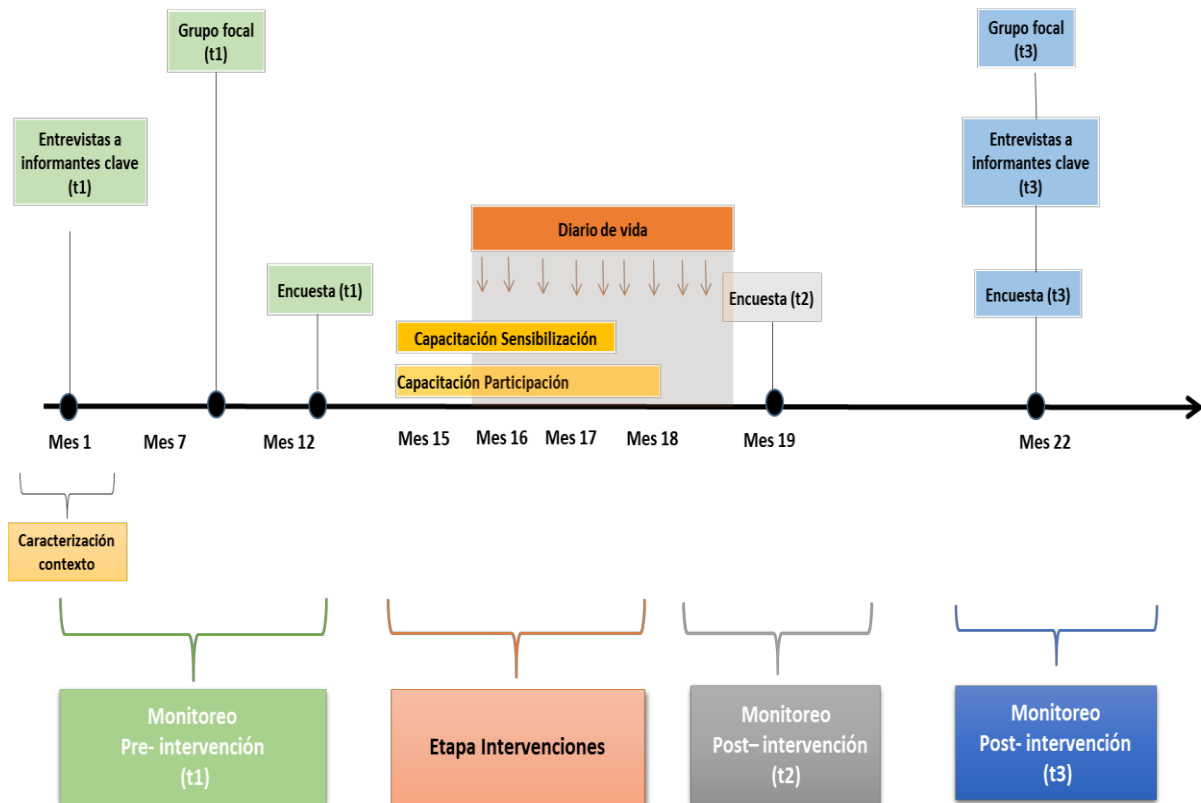 Grupo focal
(t1)
Grupo focal
(t3)
Entrevistas a
informantes clave
(t1)
Entrevistas a
informantes clave
(t3)
Diario de vida
Encuesta (t1)
Encuesta (t2)
Encuesta (t3)
Capacitación Sensibilización
Capacitación Participación
Mes 1
Mes 7
Mes 12
Mes 15
Mes 16
Mes 17
Mes 18
Mes 19
Mes 22
Caracterización
contexto
Monitoreo
Pre- intervención
(t1)
Etapa Intervenciones
Monitoreo
Post– intervención
(t2)
Monitoreo
Post- intervención
(t3)